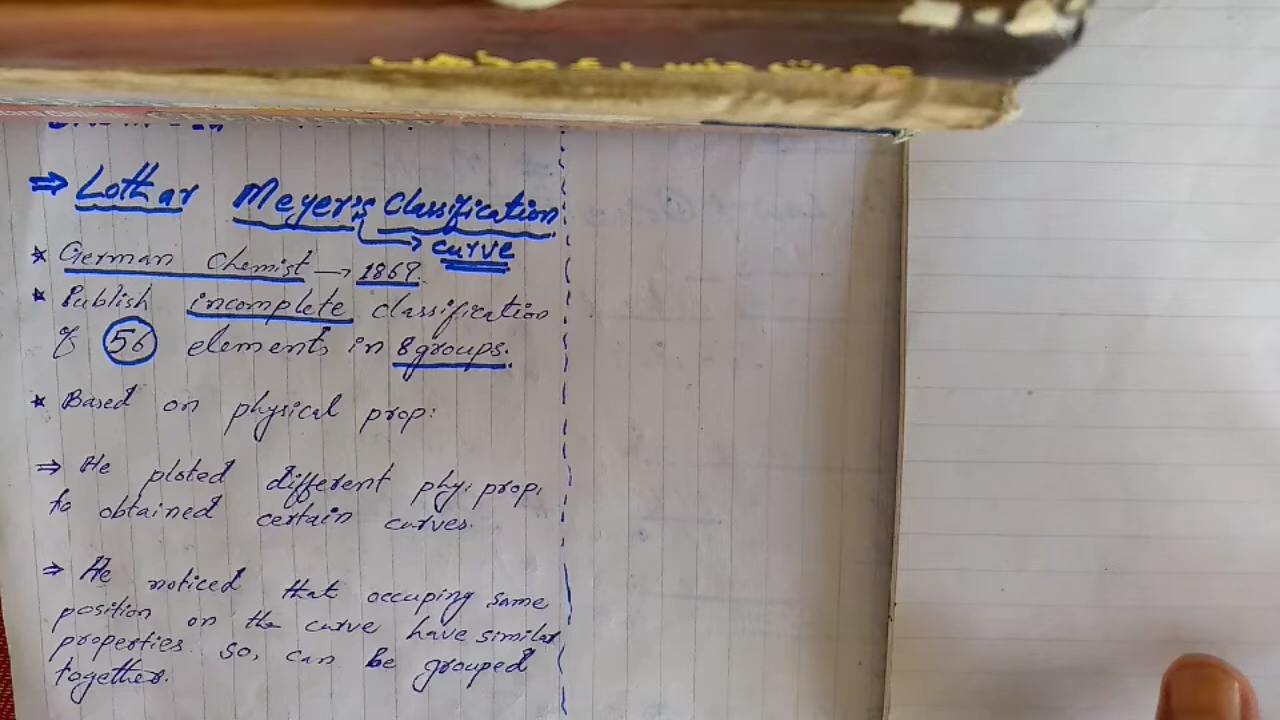 ⇒ Lothar Meyer's Classification
→ curve
* German Chemist → 1869.
* Publish incomplete classification
of 56 elements in 8 groups.
* Based on physical prop:
⇒ He ploted different phy. prop.
to obtained certain curves.
⇒ He noticed that occuping same
position on the curve have similar
properties. so, can be grouped
together.